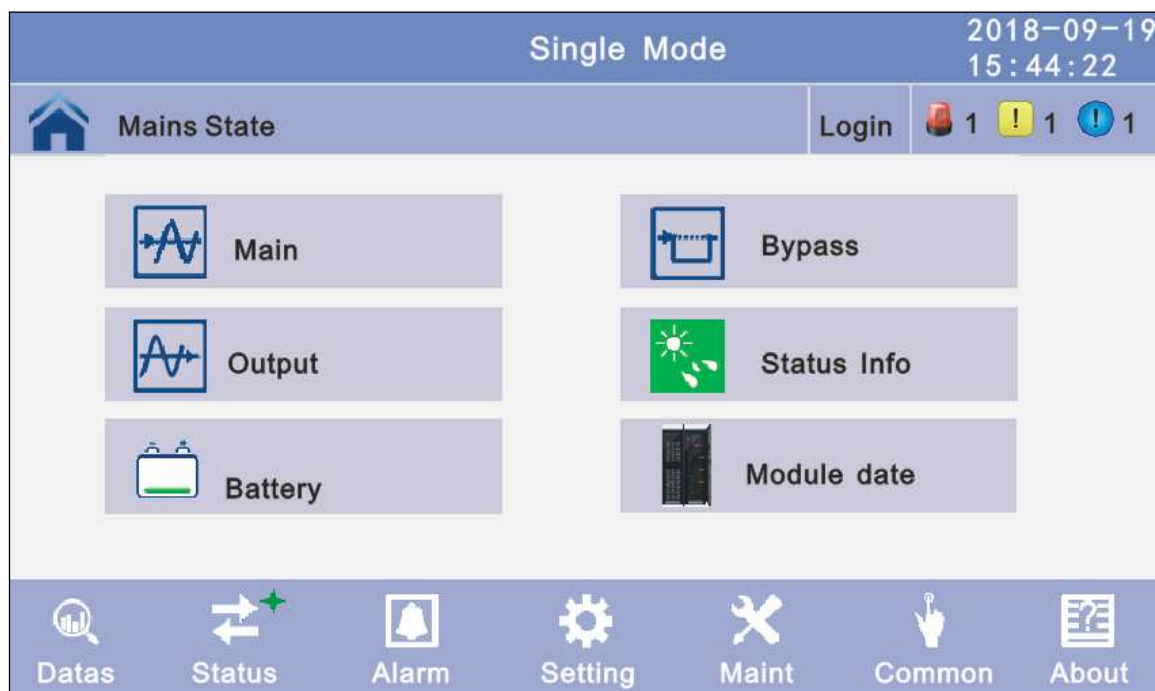 Single Mode
2018-09-19
15:44:22
Mains State
Login
1
! 1
! 1
Main
Bypass
Output
Status Info
Battery
Module date
?
Datas
Status
Alarm
Setting
Maint
Common
About